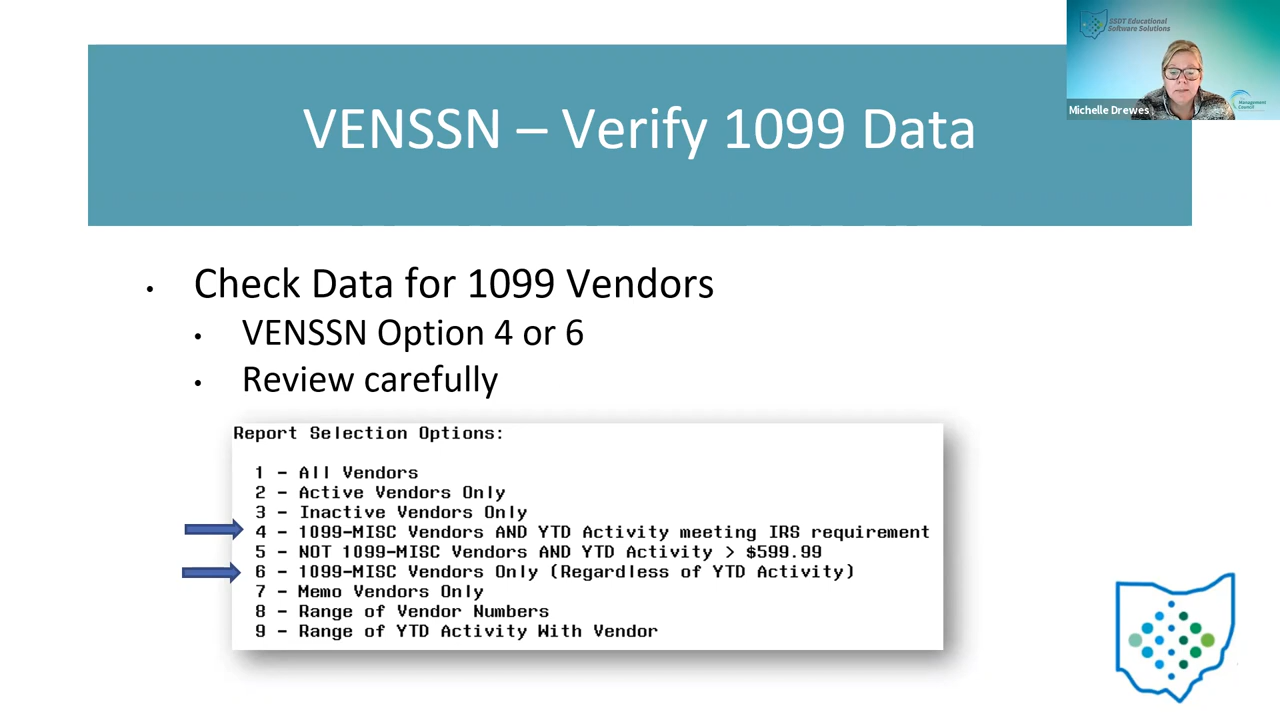 SSDT Educational
Software Solutions
Management
Council
Michelle Drewes
VENSSN – Verify 1099 Data
• Check Data for 1099 Vendors
• VENSSN Option 4 or 6
• Review carefully
Report Selection Options:
1 - All Vendors
2 - Active Vendors Only
3 - Inactive Vendors Only
4 - 1099-MISC Vendors AND YTD Activity meeting IRS requirement
5 - NOT 1099-MISC Vendors AND YTD Activity > $599.99
6 - 1099-MISC Vendors Only (Regardless of YTD Activity)
7 - Memo Vendors Only
8 - Range of Vendor Numbers
9 - Range of YTD Activity With Vendor